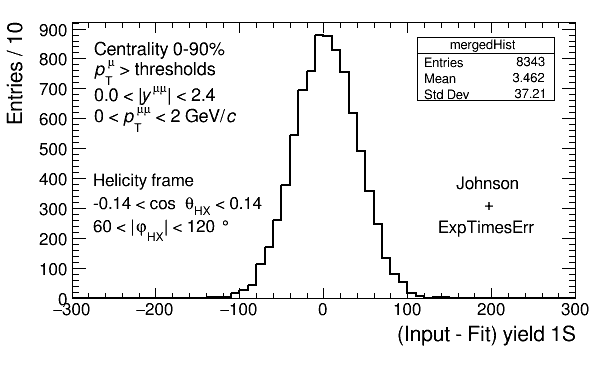 Entries / 10
900
800
700
600
500
400
300
200
100
0
Centrality 0-90%
p_T^μ > thresholds
0.0 < |y^μμ| < 2.4
0 < p_T^μμ < 2 GeV/c
Helicity frame
-0.14 < cos θ_HX < 0.14
60 < |φ_HX| < 120 °
mergedHist
Entries 8343
Mean 3.462
Std Dev 37.21
Johnson
+
ExpTimesErr
−300 −200 −100 0 100 200 300
(Input - Fit) yield 1S